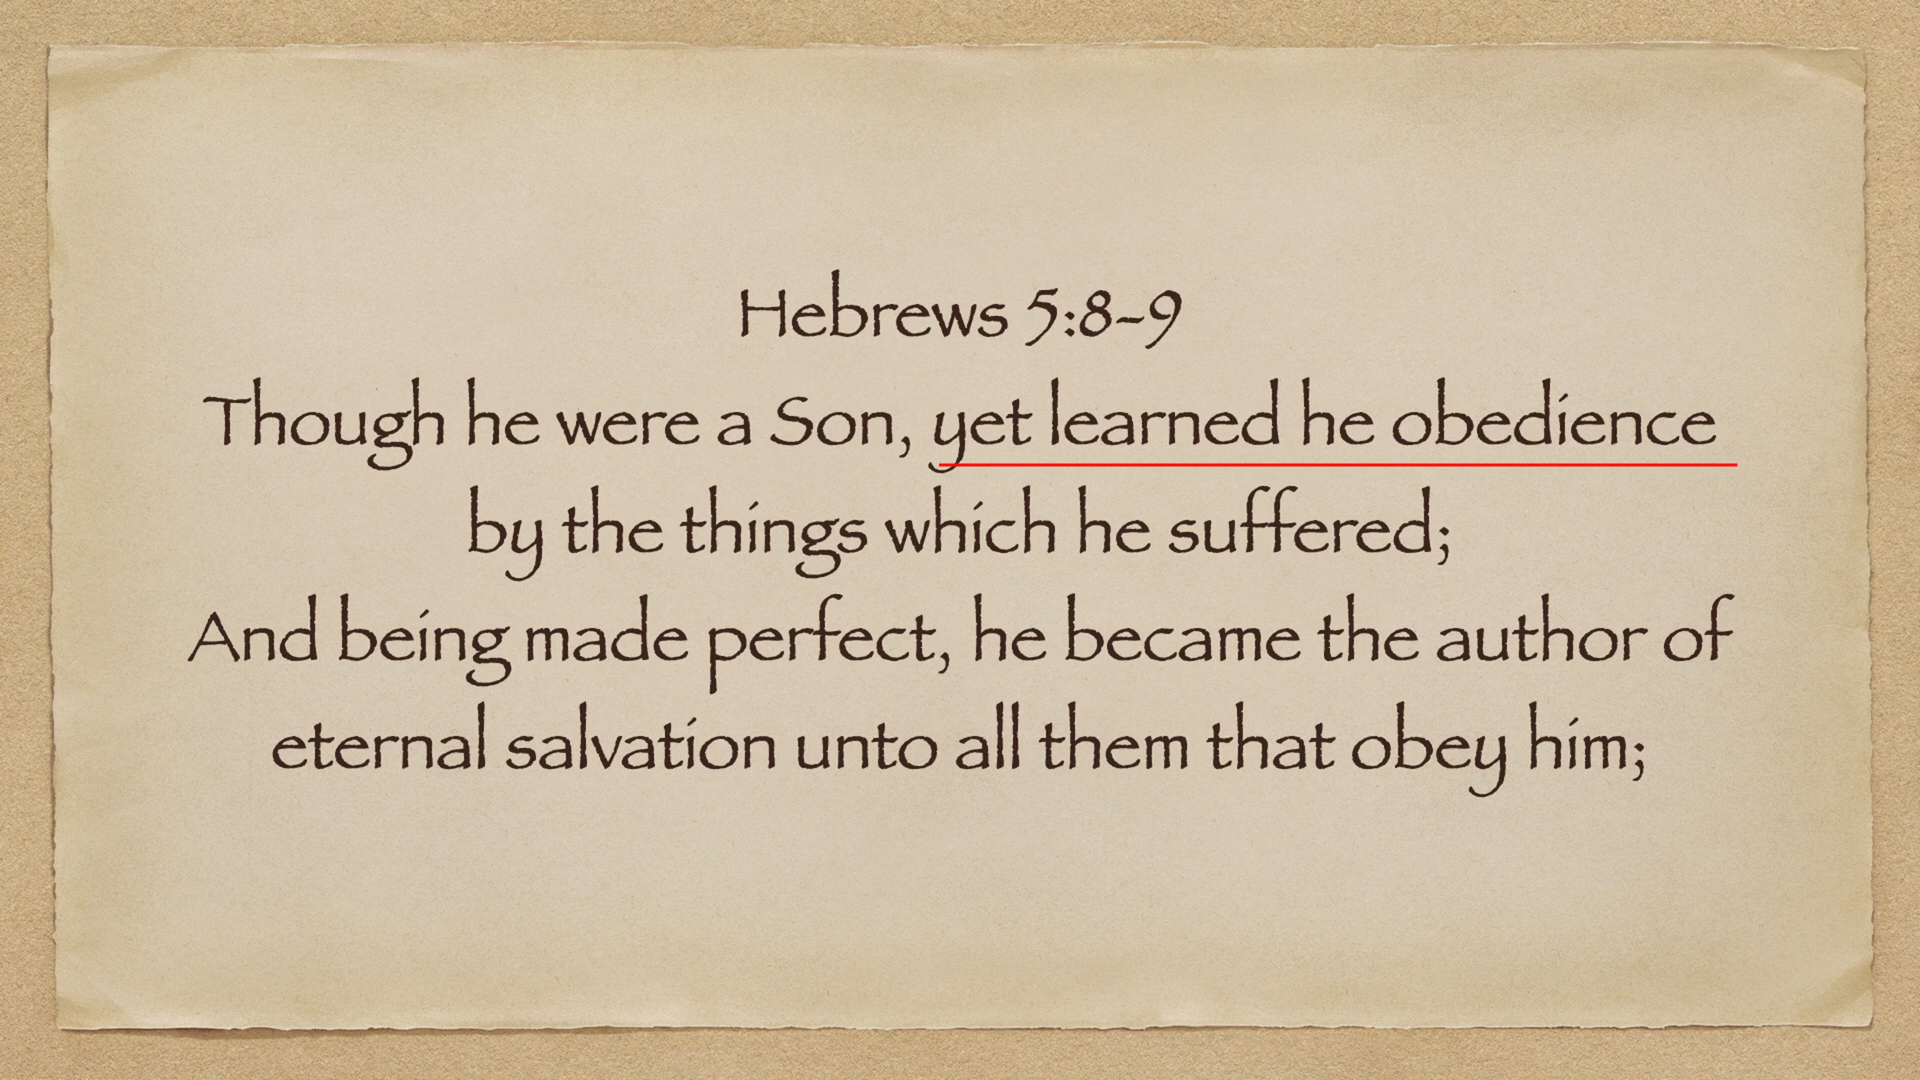 Hebrews 5:8-9
Though he were a Son, yet learned he obedience
by the things which he suffered;
And being made perfect, he became the author of
eternal salvation unto all them that obey him;